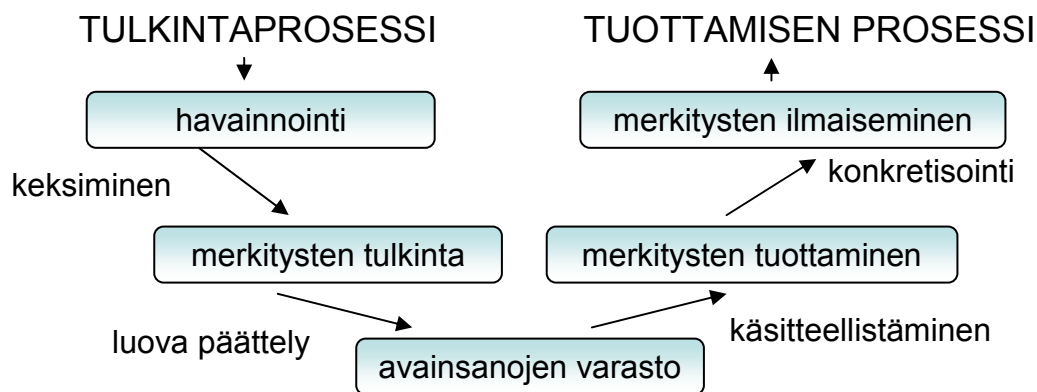 TULKINTAPROSESSI
TUOTTAMISEN PROSESSI
havainnointi
merkitysten ilmaiseminen
keksiminen
konkretisointi
merkitysten tulkinta
merkitysten tuottaminen
luova päättely
käsitteellistäminen
avainsanojen varasto